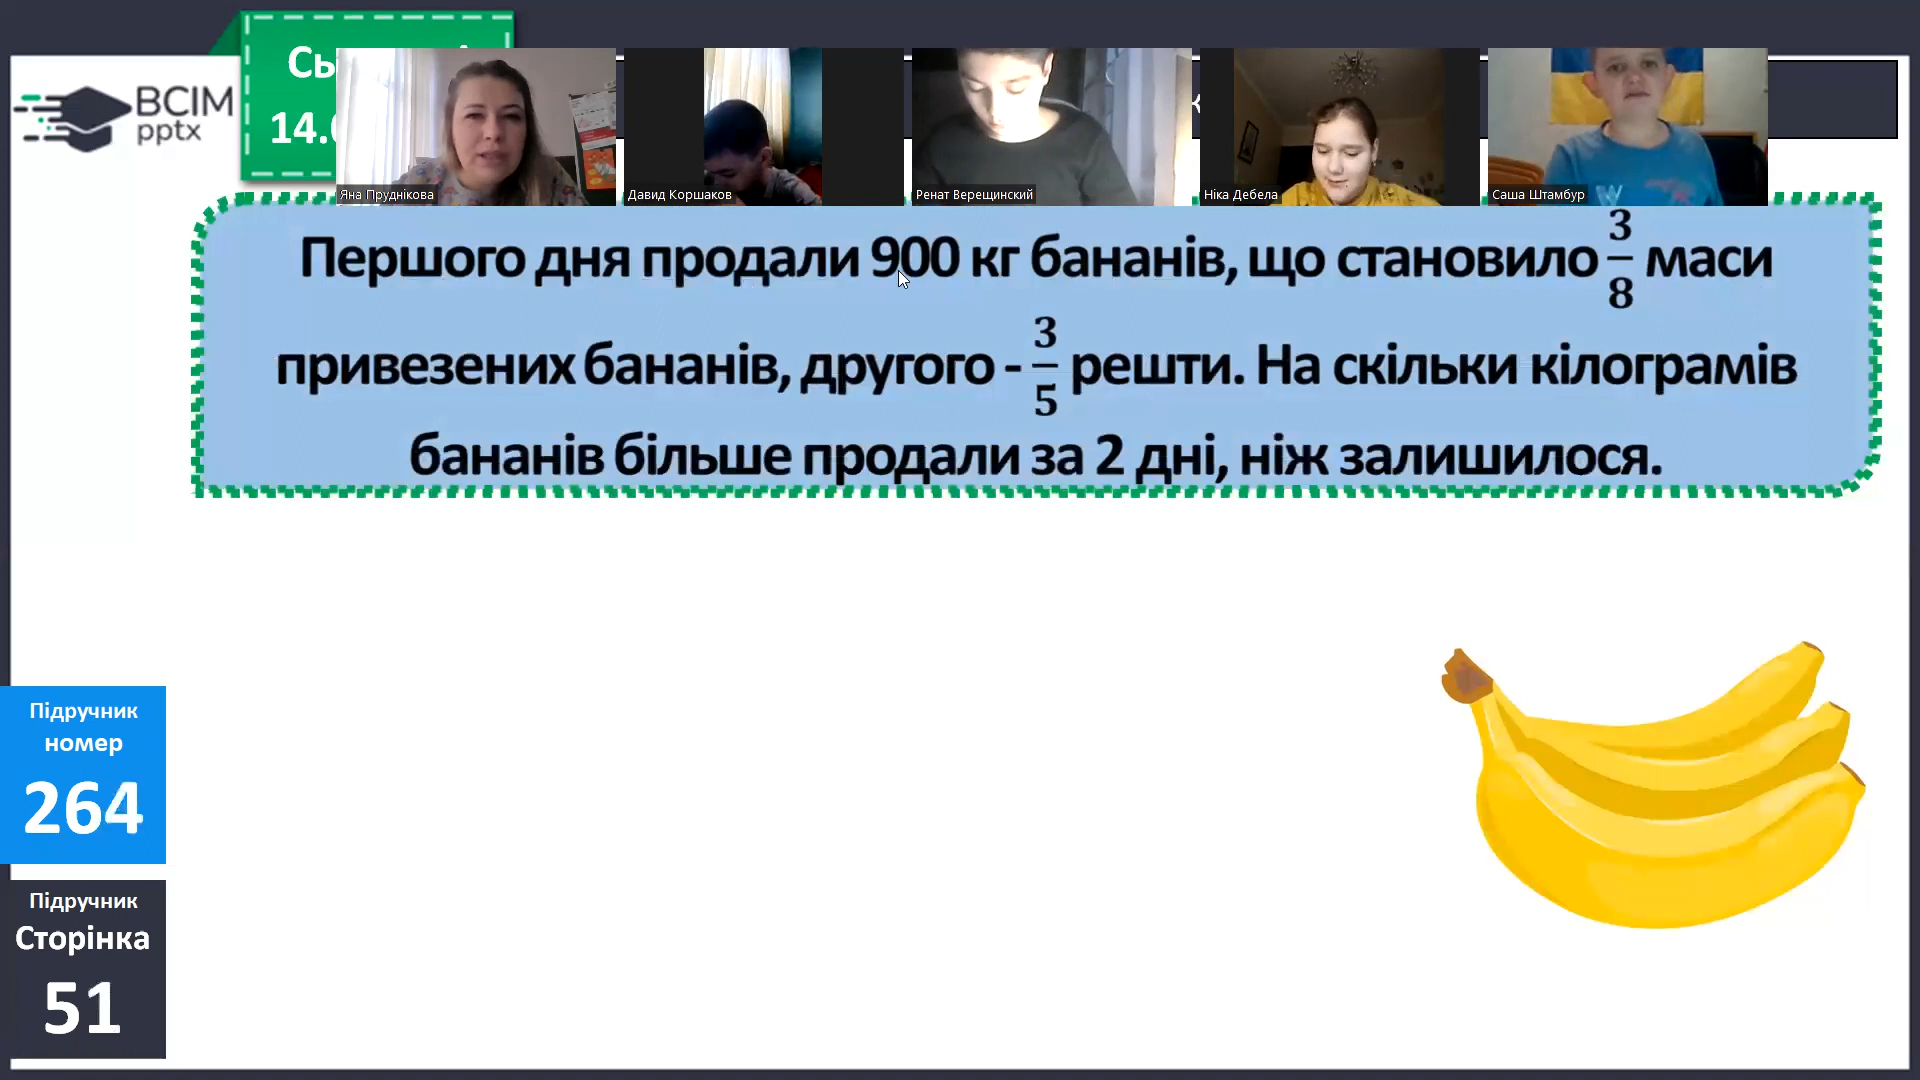 ВСІМ
pptx
Сь
14.
Яна Пруднікова
Давид Коршаков
Ренат Верещинский
Ніка Дебела
Саша Штамбур
Першого дня продали 900 кг бананів, що становило 3/8 маси
привезених бананів, другого - 3/5 решти. На скільки кілограмів
бананів більше продали за 2 дні, ніж залишилося.
Підручник
номер
264
Підручник
Сторінка
51